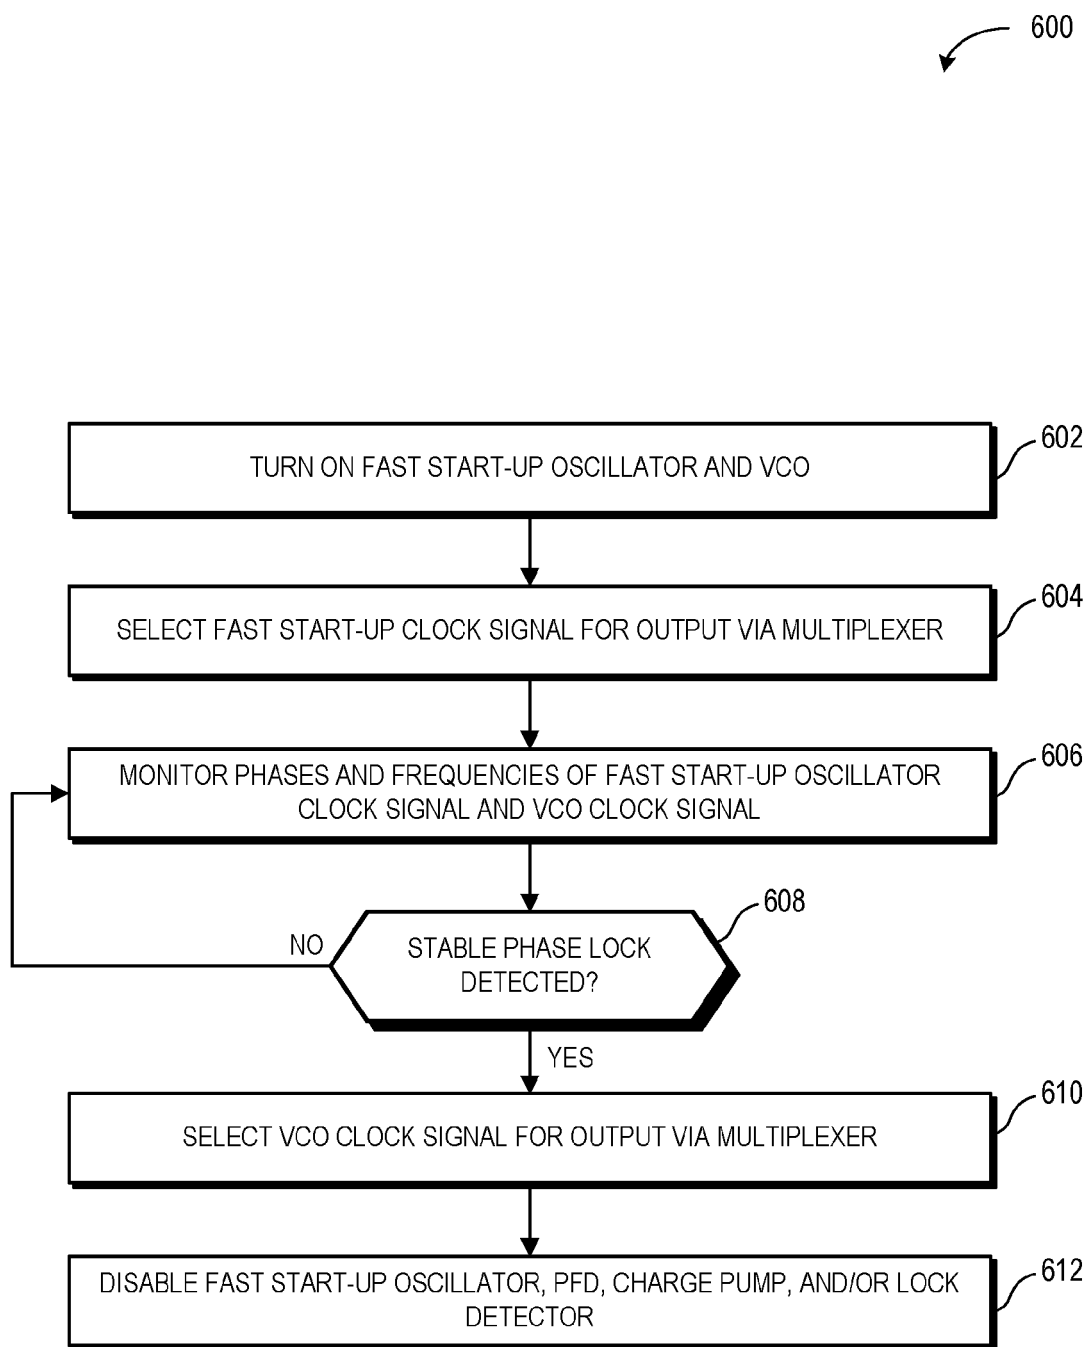 600
TURN ON FAST START-UP OSCILLATOR AND VCO
602
SELECT FAST START-UP CLOCK SIGNAL FOR OUTPUT VIA MULTIPLEXER
604
MONITOR PHASES AND FREQUENCIES OF FAST START-UP OSCILLATOR
CLOCK SIGNAL AND VCO CLOCK SIGNAL
606
STABLE PHASE LOCK
DETECTED?
608
NO
YES
SELECT VCO CLOCK SIGNAL FOR OUTPUT VIA MULTIPLEXER
610
DISABLE FAST START-UP OSCILLATOR, PFD, CHARGE PUMP, AND/OR LOCK
DETECTOR
612